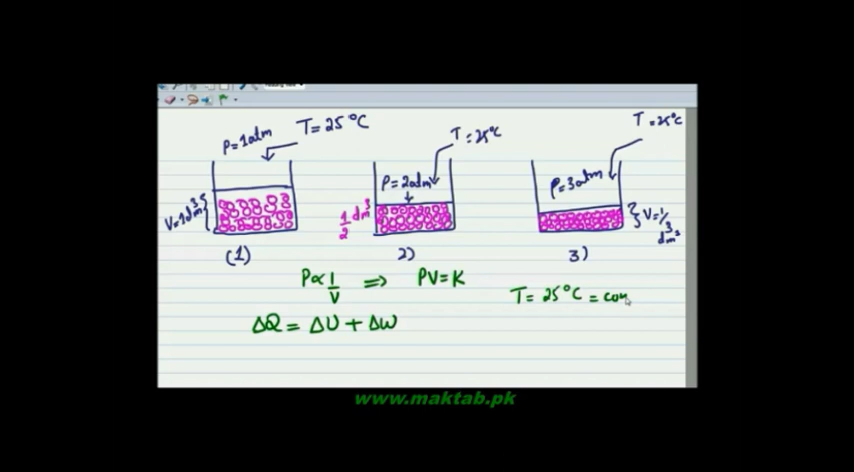 P=1atm
T=25°C
T=25°C
T=25°C
P=2atm
P=3atm
V=1dm³
1/2 dm³
V=1/3 dm³
(1)
2)
3)
P∝1/V ⇒ PV=K
T= 25°C = con
ΔQ = ΔU + ΔW
www.maktab.pk